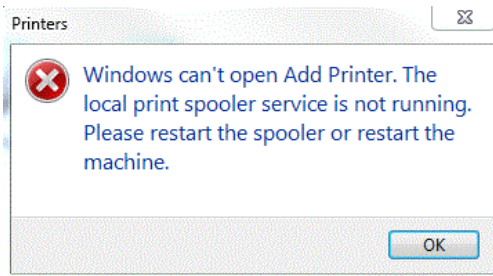 Printers
Windows can't open Add Printer. The
local print spooler service is not running.
Please restart the spooler or restart the
machine.
OK